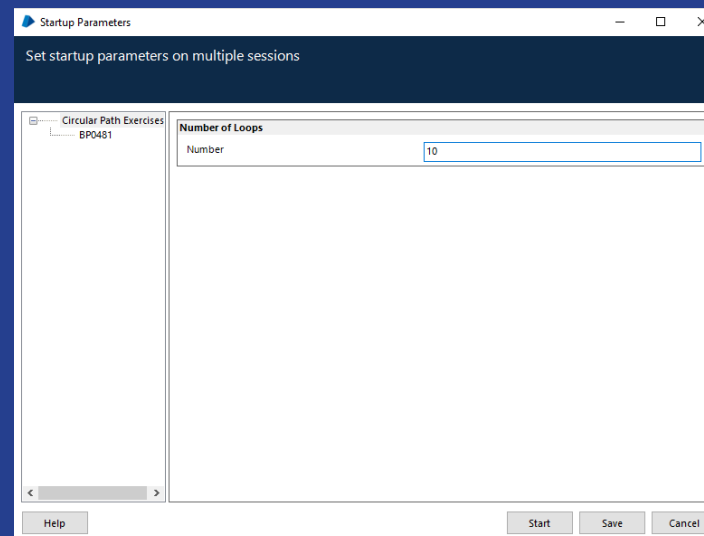 Startup Parameters
Set startup parameters on multiple sessions
Circular Path Exercises
BP0481
Number of Loops
Number
10
Help
Start
Save
Cancel